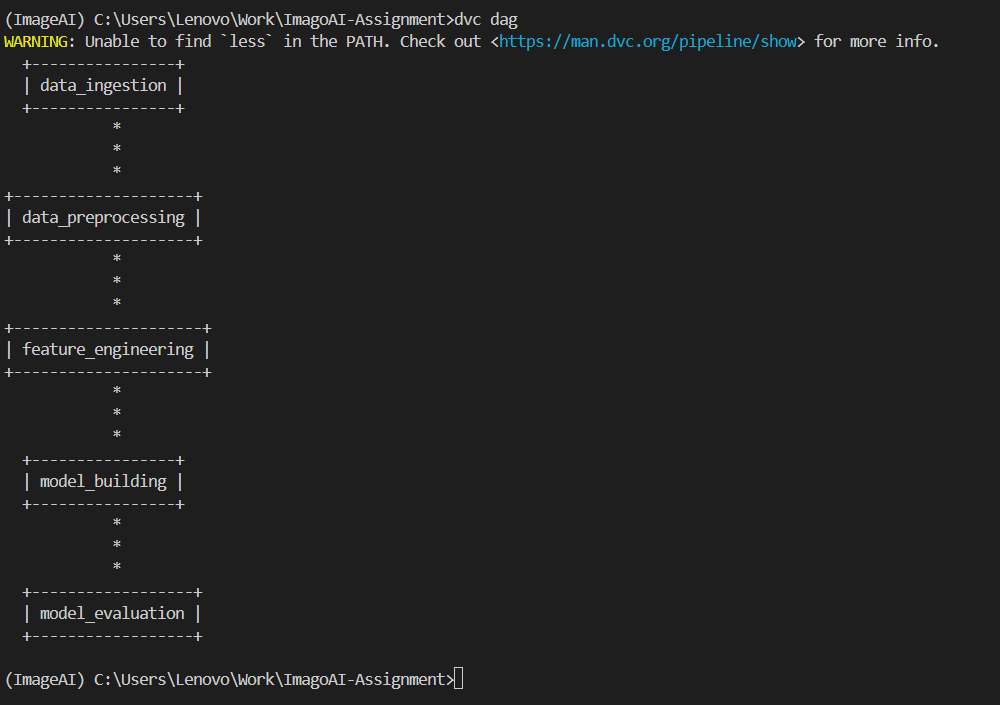 (ImageAI) C:\Users\Lenovo\Work\ImagoAI-Assignment>dvc dag
WARNING: Unable to find `less` in the PATH. Check out <https://man.dvc.org/pipeline/show> for more info.
  +----------------+
  | data_ingestion |
  +----------------+
            *
            *
            *
+--------------------+
| data_preprocessing |
+--------------------+
            *
            *
            *
+---------------------+
| feature_engineering |
+---------------------+
            *
            *
            *
  +----------------+
  | model_building |
  +----------------+
            *
            *
            *
  +------------------+
  | model_evaluation |
  +------------------+
(ImageAI) C:\Users\Lenovo\Work\ImagoAI-Assignment>